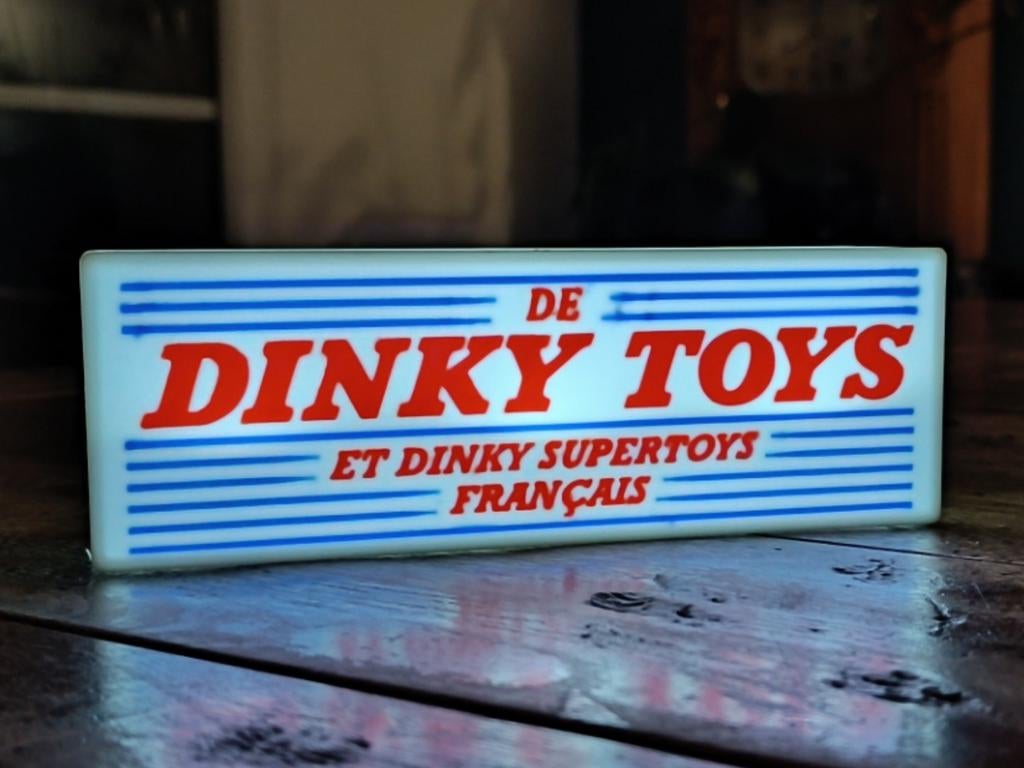 DE
DINKY TOYS
ET DINKY SUPERTOYS
FRANÇAIS